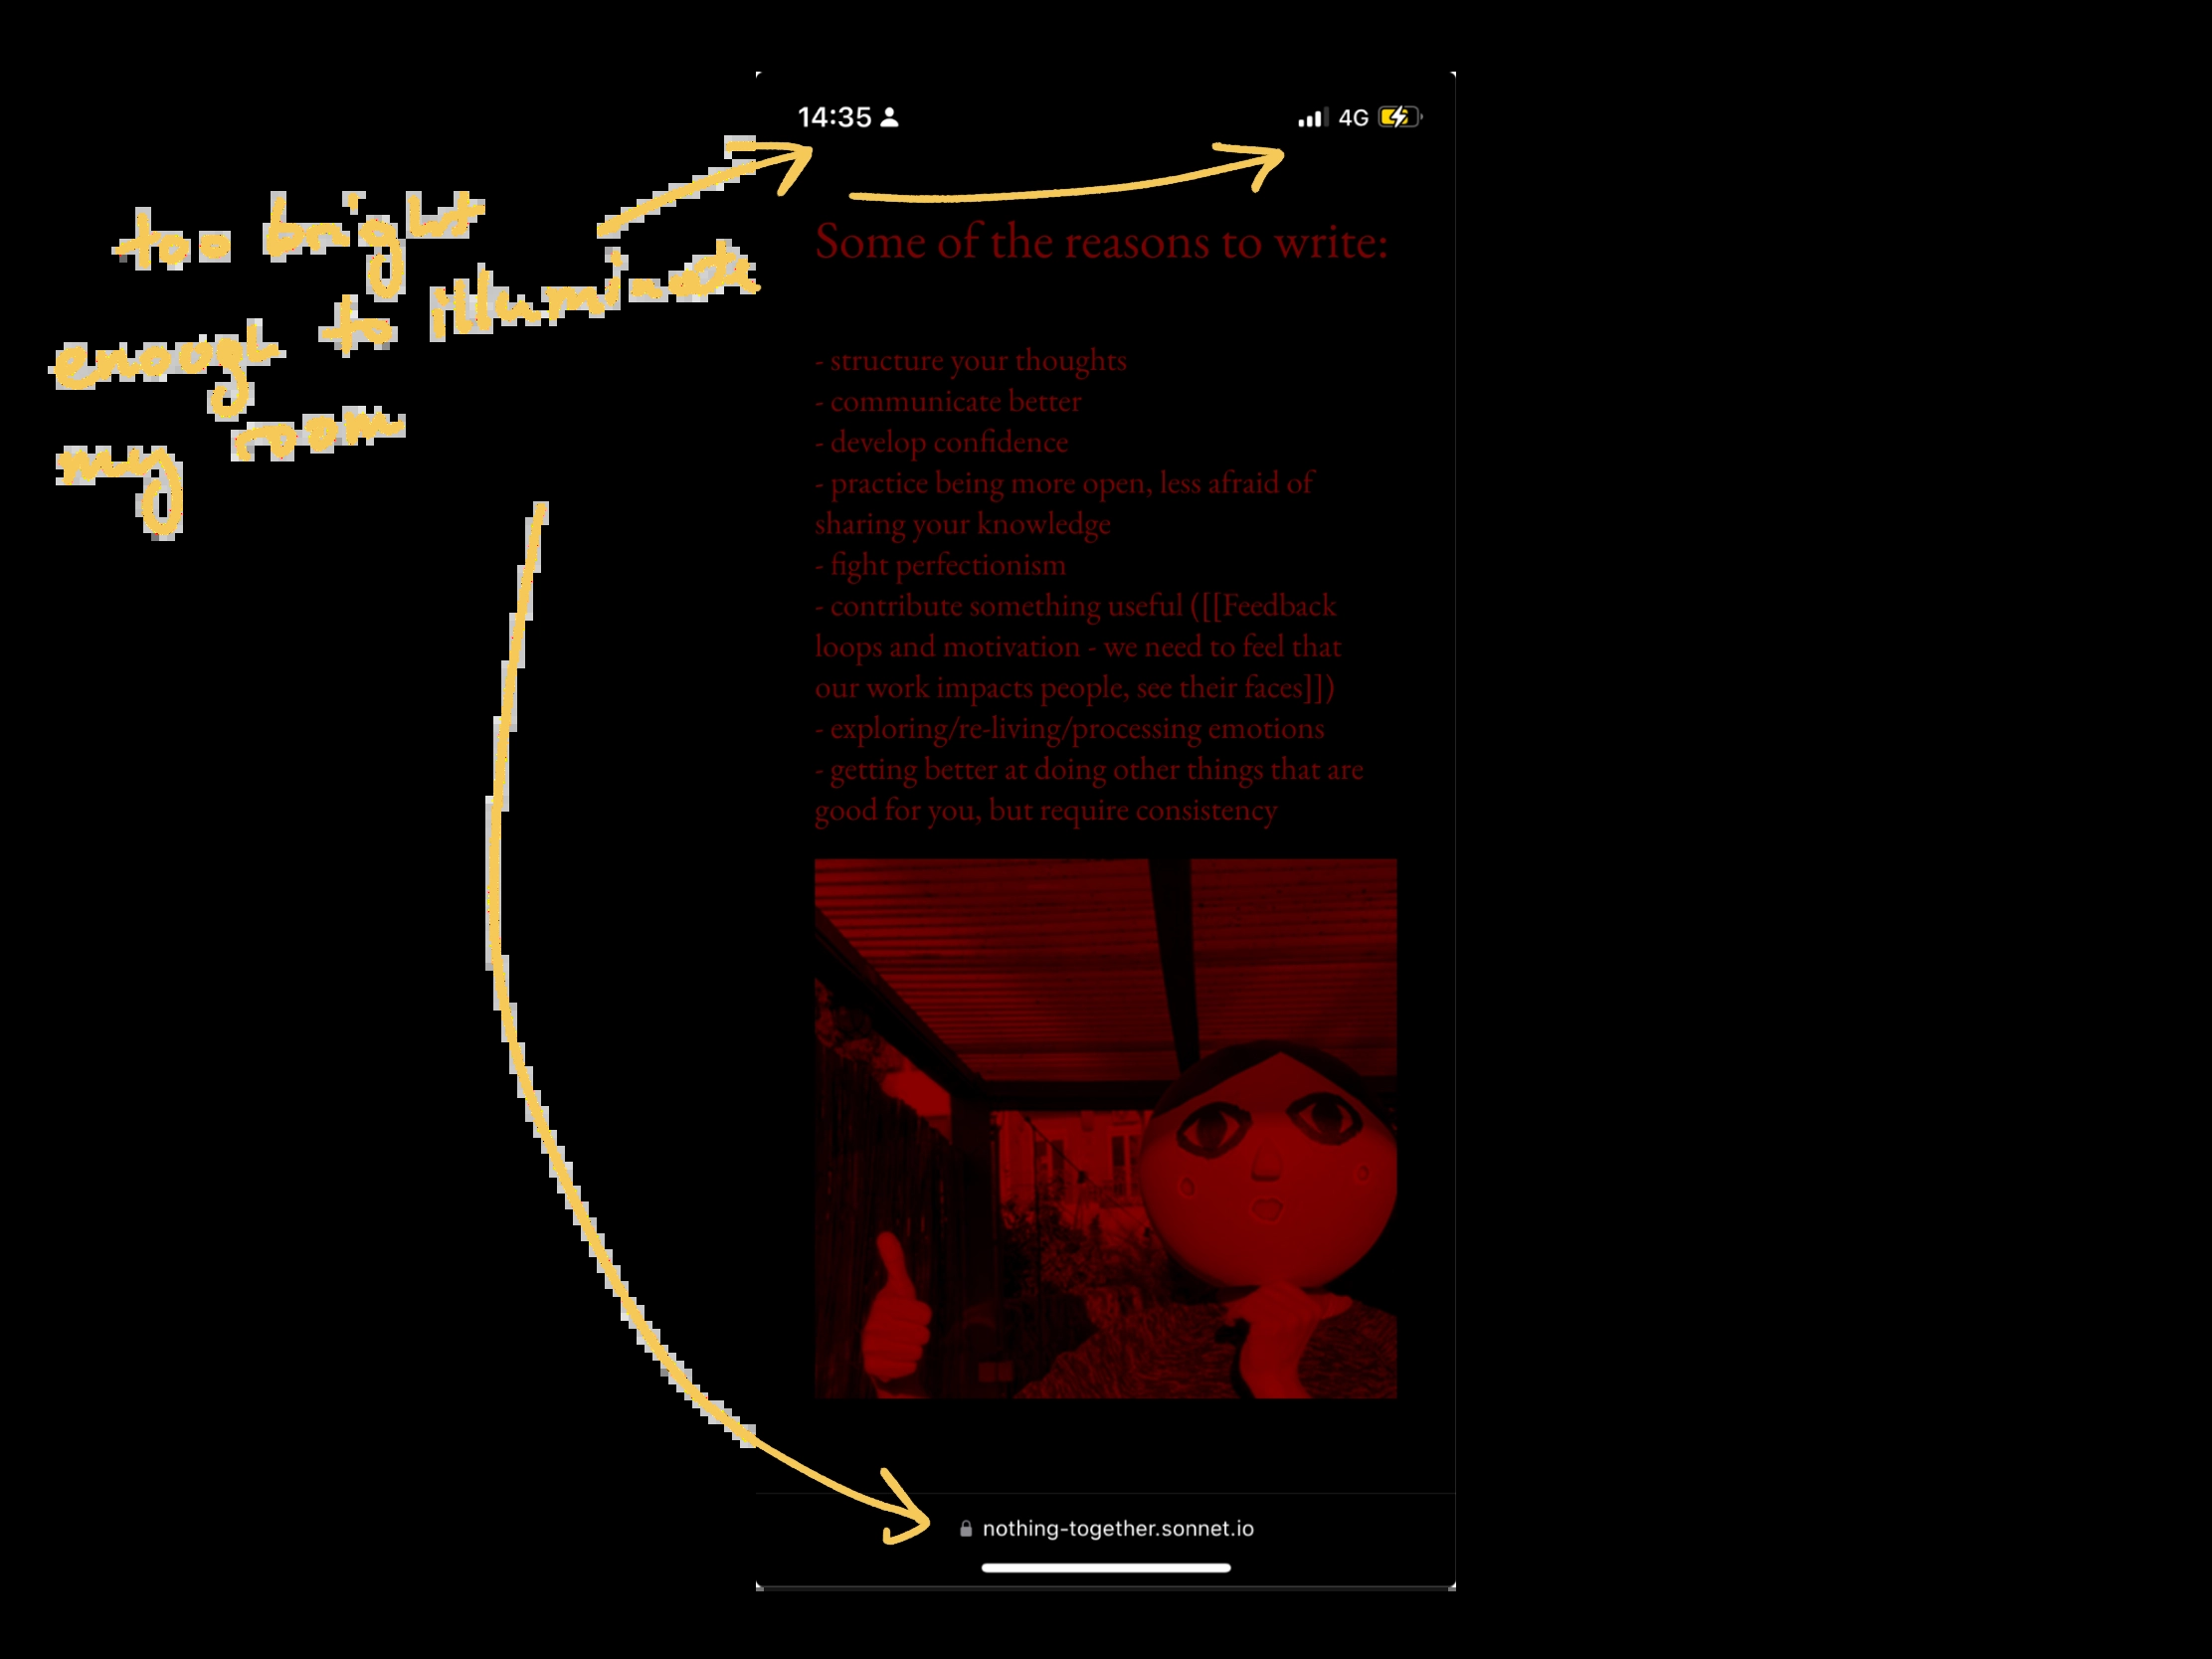 14:35
4G
too bright
enough to illuminate
my room
Some of the reasons to write:
- structure your thoughts
- communicate better
- develop confidence
- practice being more open, less afraid of
sharing your knowledge
- fight perfectionism
- contribute something useful ([[Feedback
loops and motivation - we need to feel that
our work impacts people, see their faces]])
- exploring/re-living/processing emotions
- getting better at doing other things that are
good for you, but require consistency
nothing-together.sonnet.io